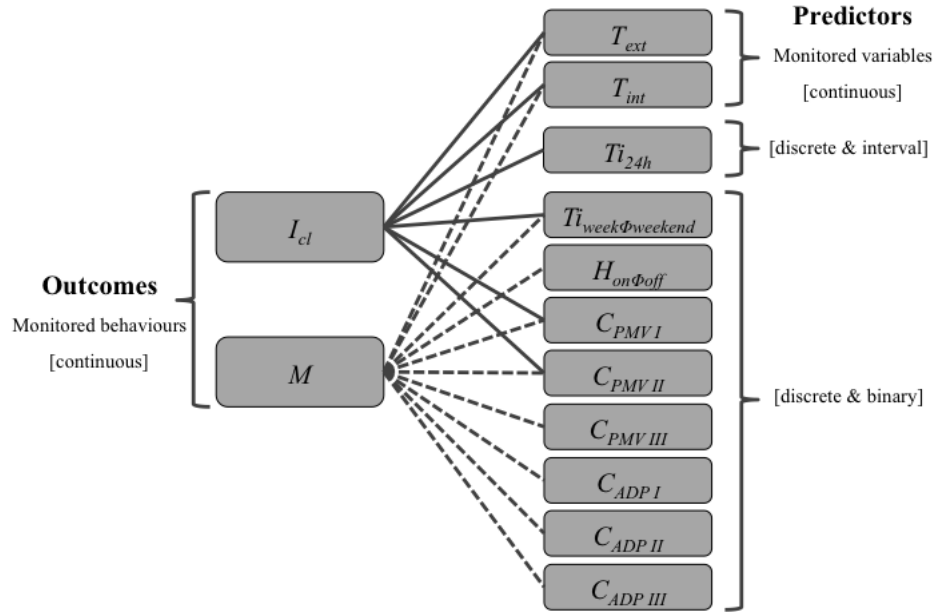 Outcomes
Monitored behaviours
[continuous]
I_cl
M
T_ext
T_int
Ti_24h
Ti_weekΦweekend
H_onΦoff
C_PMV I
C_PMV II
C_PMV III
C_ADP I
C_ADP II
C_ADP III
Predictors
Monitored variables
[continuous]
[discrete & interval]
[discrete & binary]